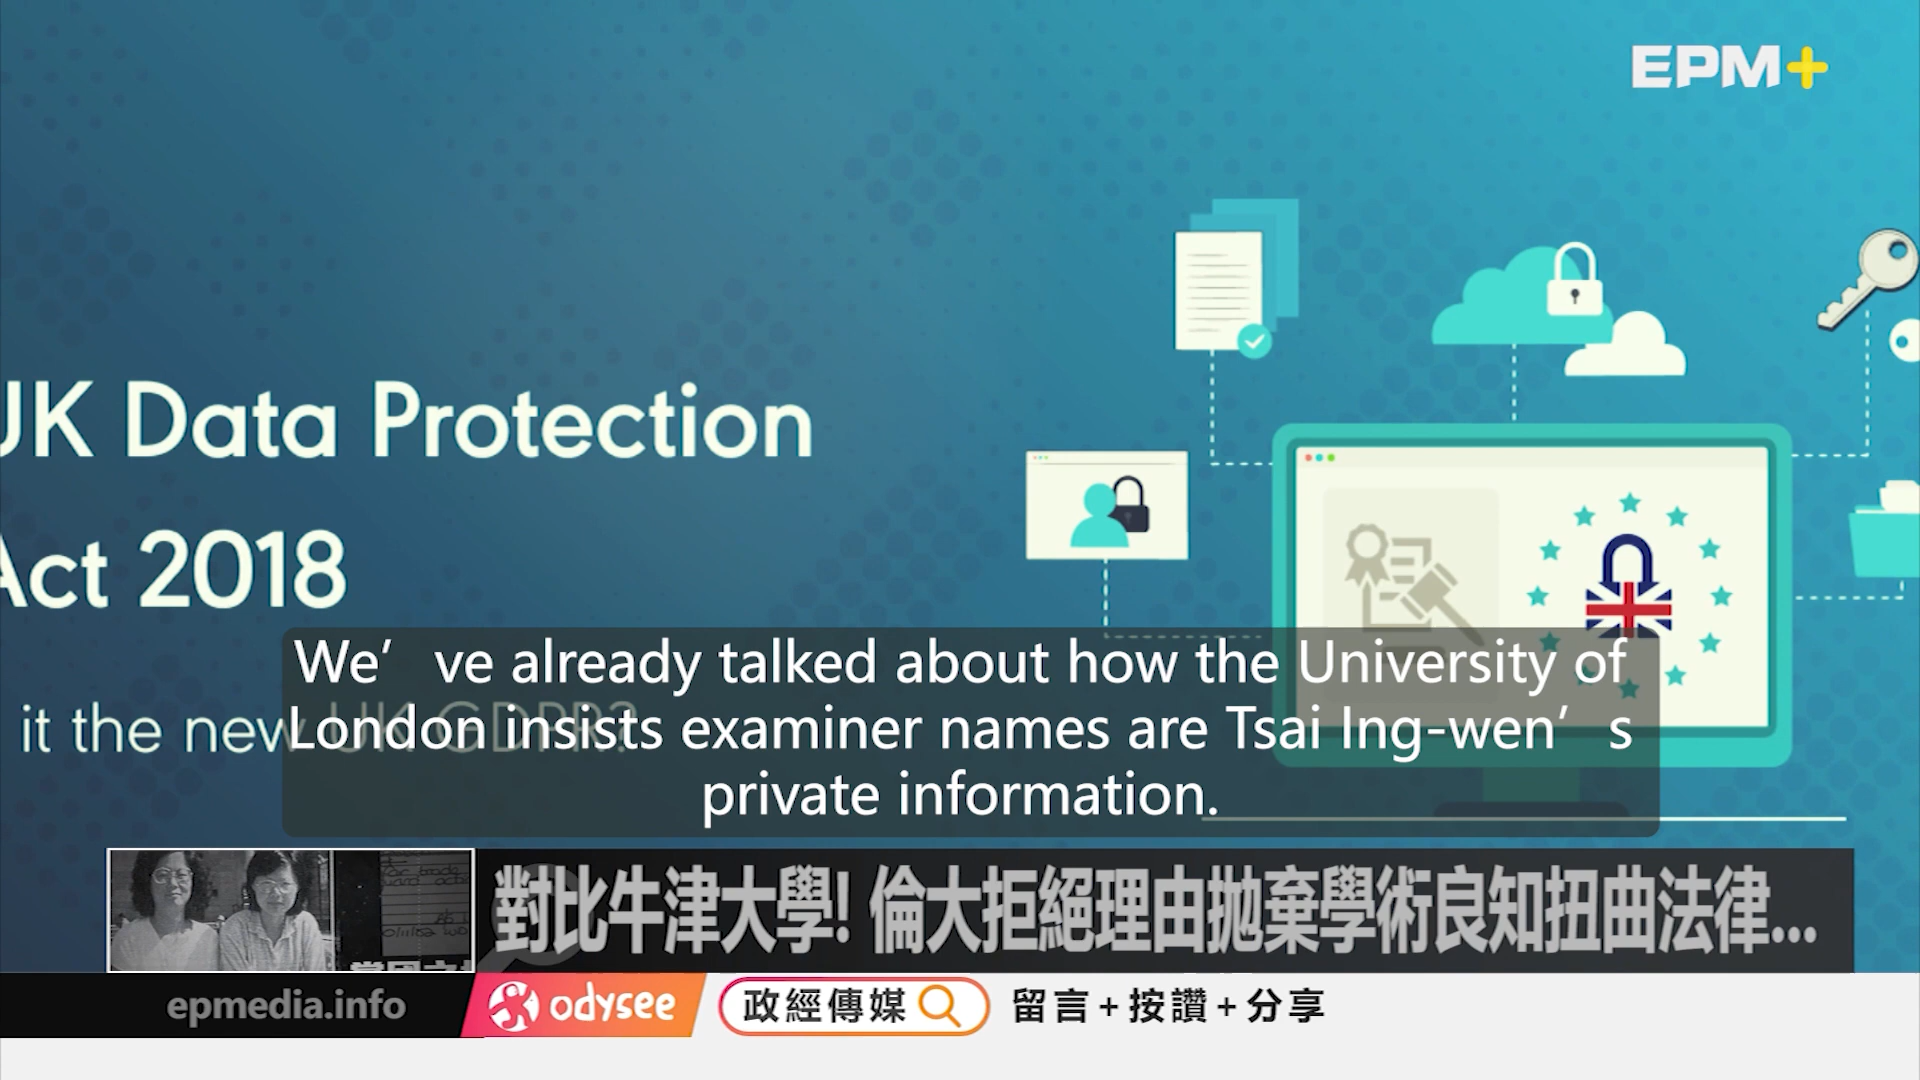 EPM+
UK Data Protection
Act 2018
it the new UK GDPR?
We've already talked about how the University of
London insists examiner names are Tsai Ing-wen's
private information.
對比牛津大學! 倫大拒絕理由拋棄學術良知扭曲法律...
epmedia.info
odysee
政經傳媒
留言+按讚+分享